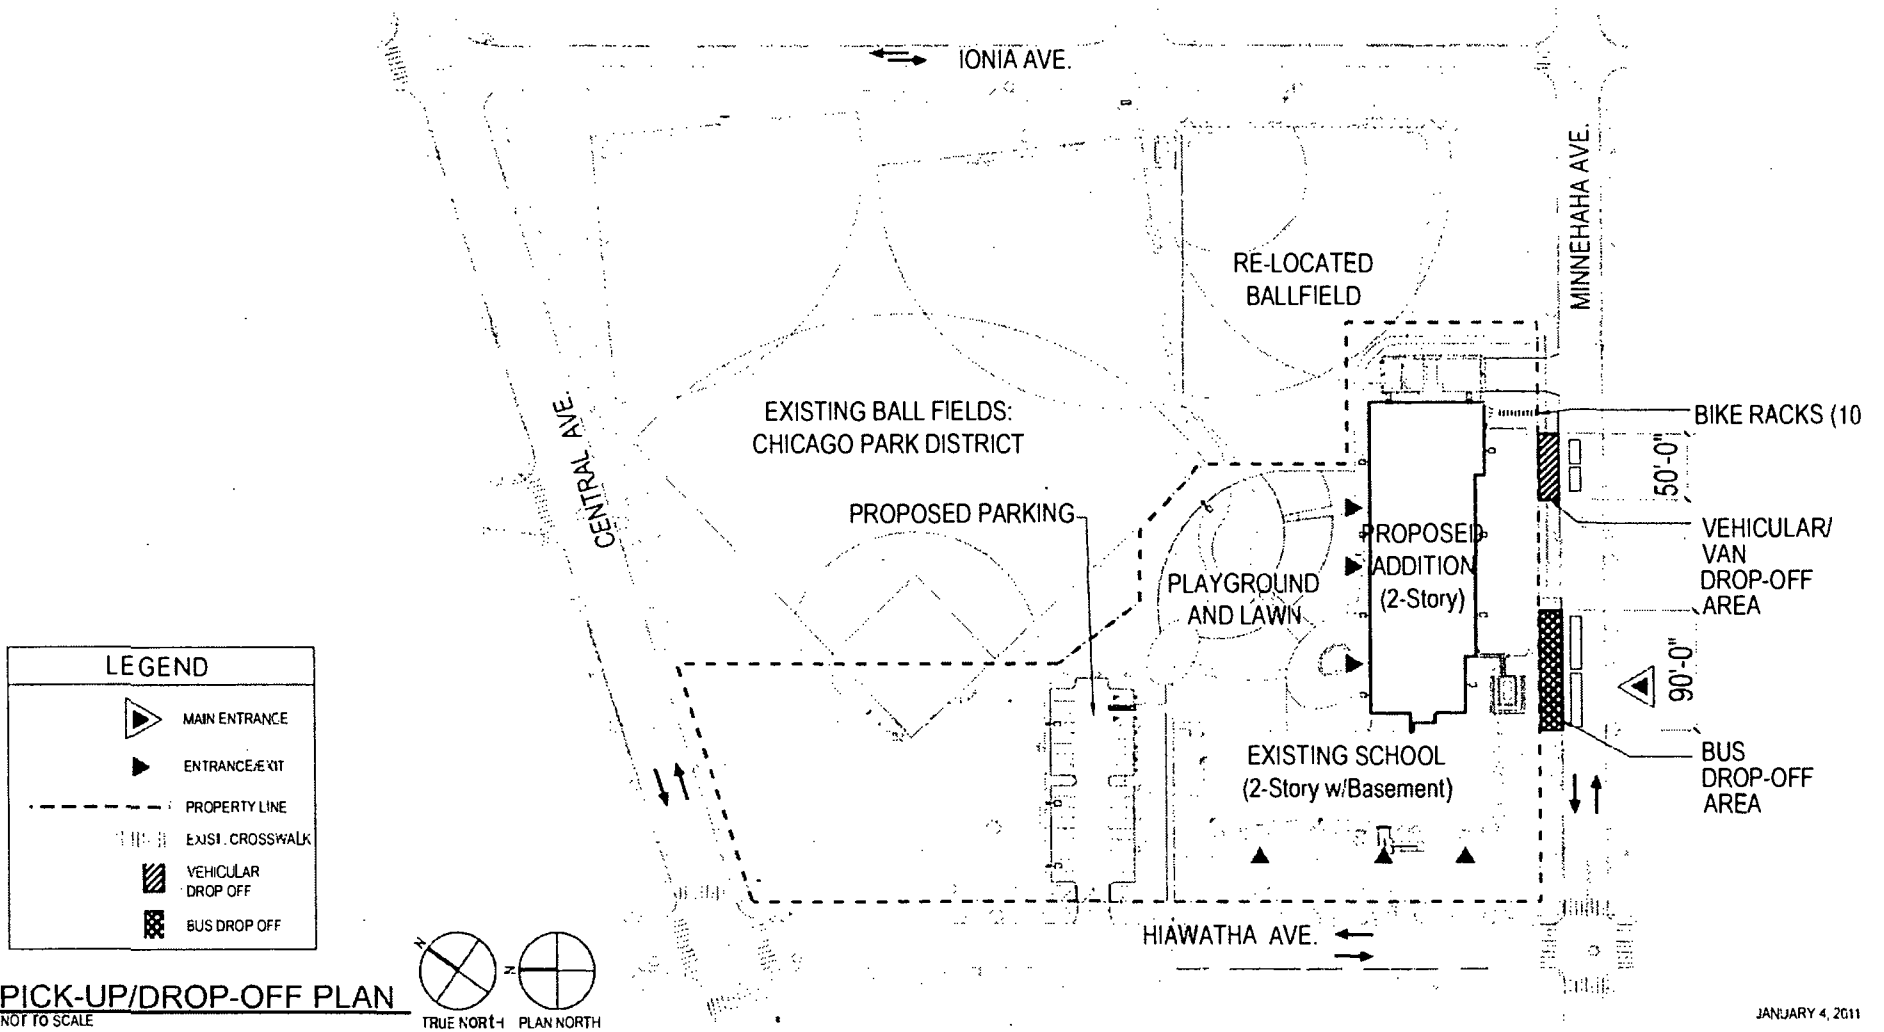 IONIA AVE.
MINNEHAHA AVE.
RE-LOCATED
BALLFIELD
CENTRAL AVE.
EXISTING BALL FIELDS:
CHICAGO PARK DISTRICT
BIKE RACKS (10
50'-0"
PROPOSED PARKING
PROPOSED
ADDITION
(2-Story)
VEHICULAR/
VAN
DROP-OFF
AREA
PLAYGROUND
AND LAWN
90'-0"
EXISTING SCHOOL
(2-Story w/Basement)
BUS
DROP-OFF
AREA
HIAWATHA AVE.
LEGEND
MAIN ENTRANCE
ENTRANCE/EXIT
PROPERTY LINE
EXIST. CROSSWALK
VEHICULAR
DROP OFF
BUS DROP OFF
PICK-UP/DROP-OFF PLAN
NOT TO SCALE
N
TRUE NORTH
N
PLAN NORTH
JANUARY 4, 2011